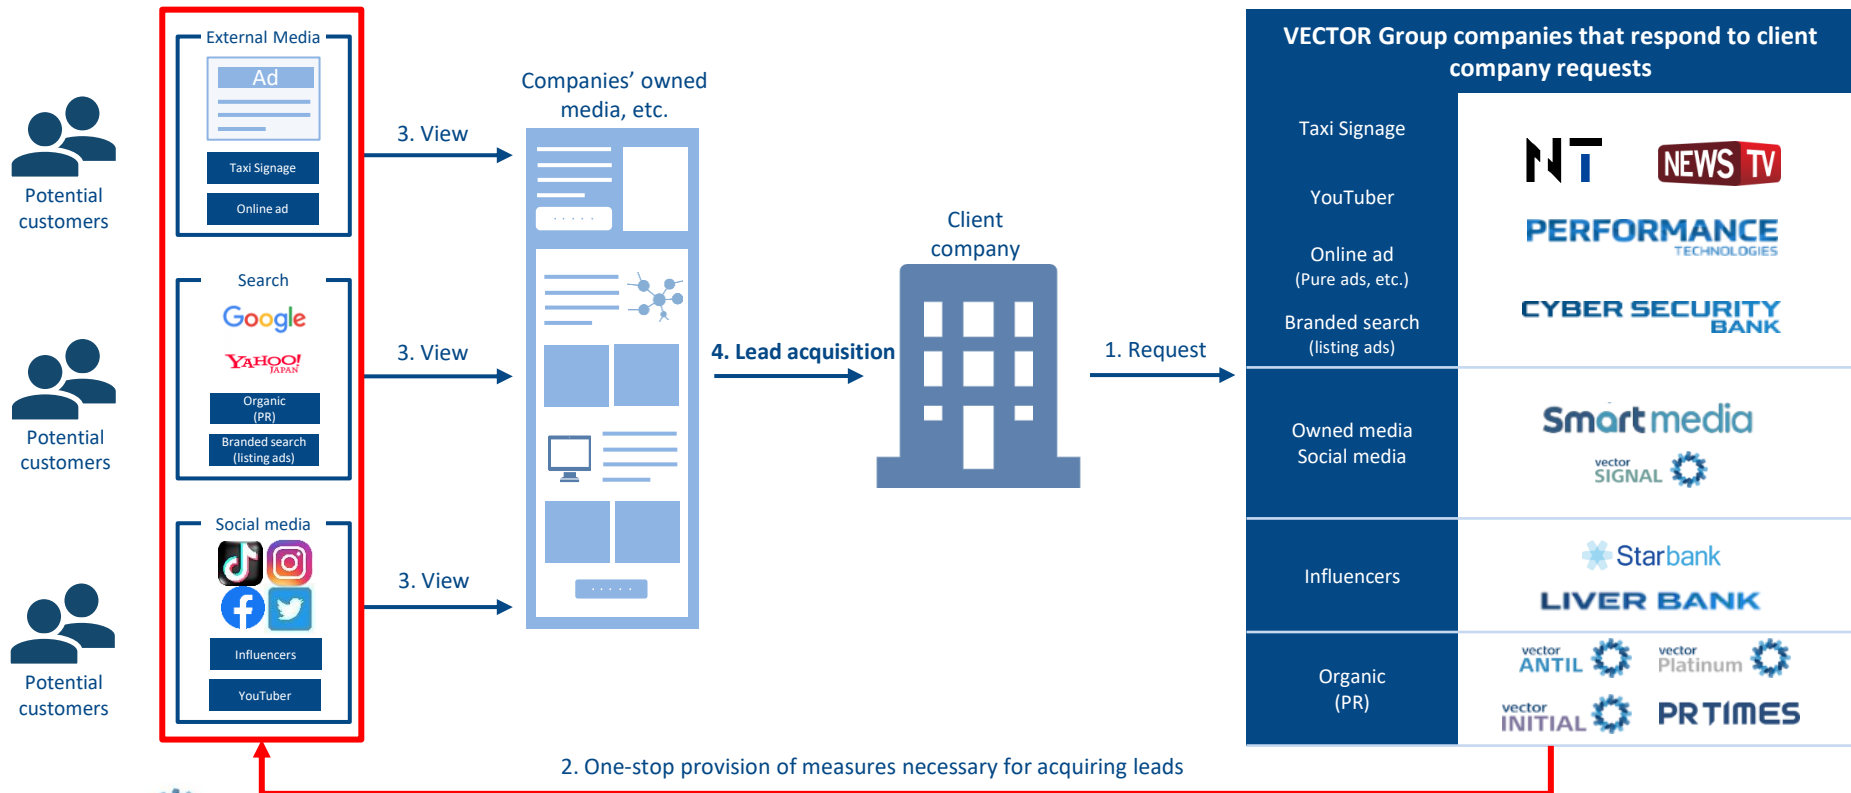 External Media
Ad
Taxi Signage
Online ad
Potential
customers
3. View
Search
Google
YAHOO!
JAPAN
Organic
(PR)
Branded search
(listing ads)
Potential
customers
3. View
Social media
Influencers
YouTuber
Potential
customers
3. View
Companies' owned
media, etc.
4. Lead acquisition
Client
company
1. Request
2. One-stop provision of measures necessary for acquiring leads
VECTOR Group companies that respond to client
company requests
Taxi Signage
YouTuber
Online ad
(Pure ads, etc.)
Branded search
(listing ads)
NT
NEWS TV
PERFORMANCE
TECHNOLOGIES
CYBER SECURITY
BANK
Owned media
Social media
Smartmedia
vector
SIGNAL
Influencers
Starbank
LIVER BANK
Organic
(PR)
vector
ANTIL
vector
Platinum
vector
INITIAL
PR TIMES